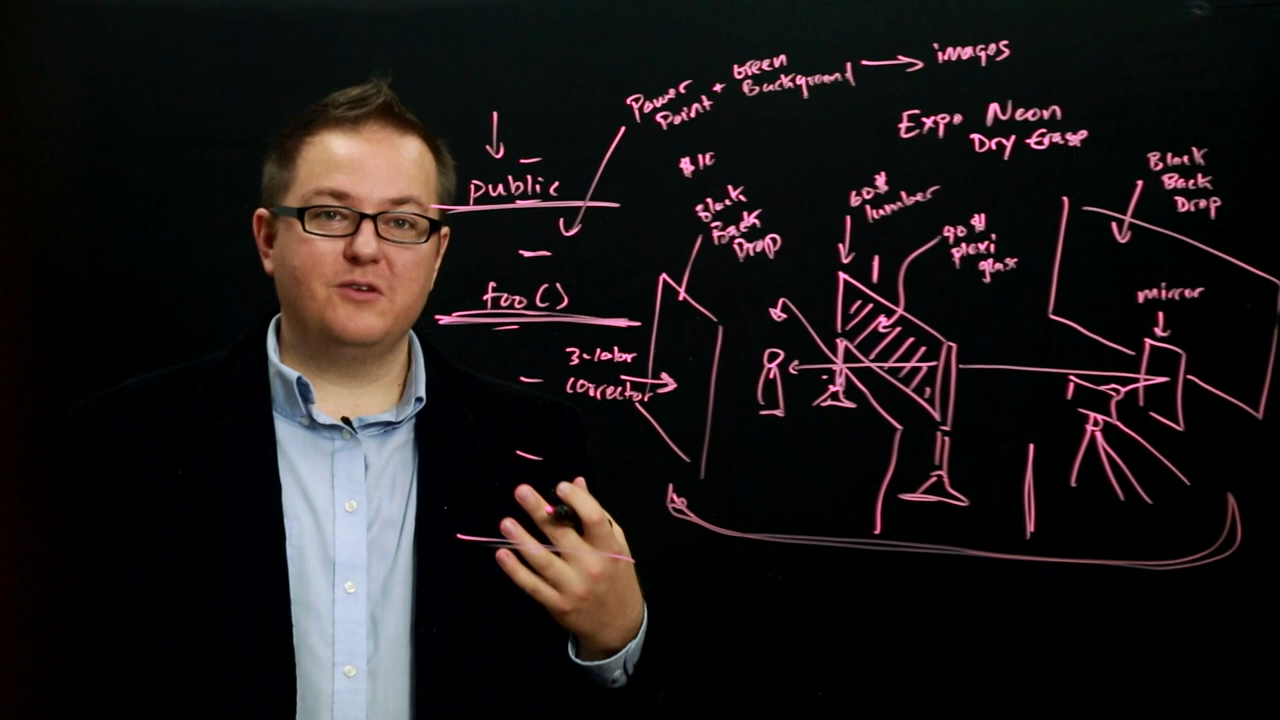 Power
Point + Green
Background → images
Expo Neon
Dry Erase
public
foo()
3-color
corrector
$10
Black
Back
Drop
60$
lumber
90$
plexi
glass
Black
Back
Drop
mirror